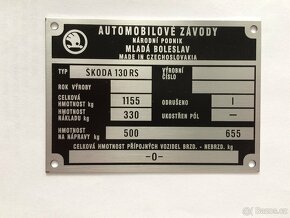 AUTOMOBILOVÉ ZÁVODY
NÁRODNÍ PODNIK
MLADÁ BOLESLAV
MADE IN CZECHOSLOVAKIA
TYP ŠKODA 130 RS VÝROBNÍ ČÍSLO
ROK VÝROBY
CELKOVÁ HMOTNOST kg 1155 ODRUŠENO I
HMOTNOST NÁKLADU kg 330 UKOSTŘEN PÓL —
HMOTNOST NA NÁPRAVY kg 500 655
CELKOVÁ HMOTNOST PŘÍPOJNÝCH VOZIDEL BRZD. - NEBRZD. kg
-0-
Bazoš.cz